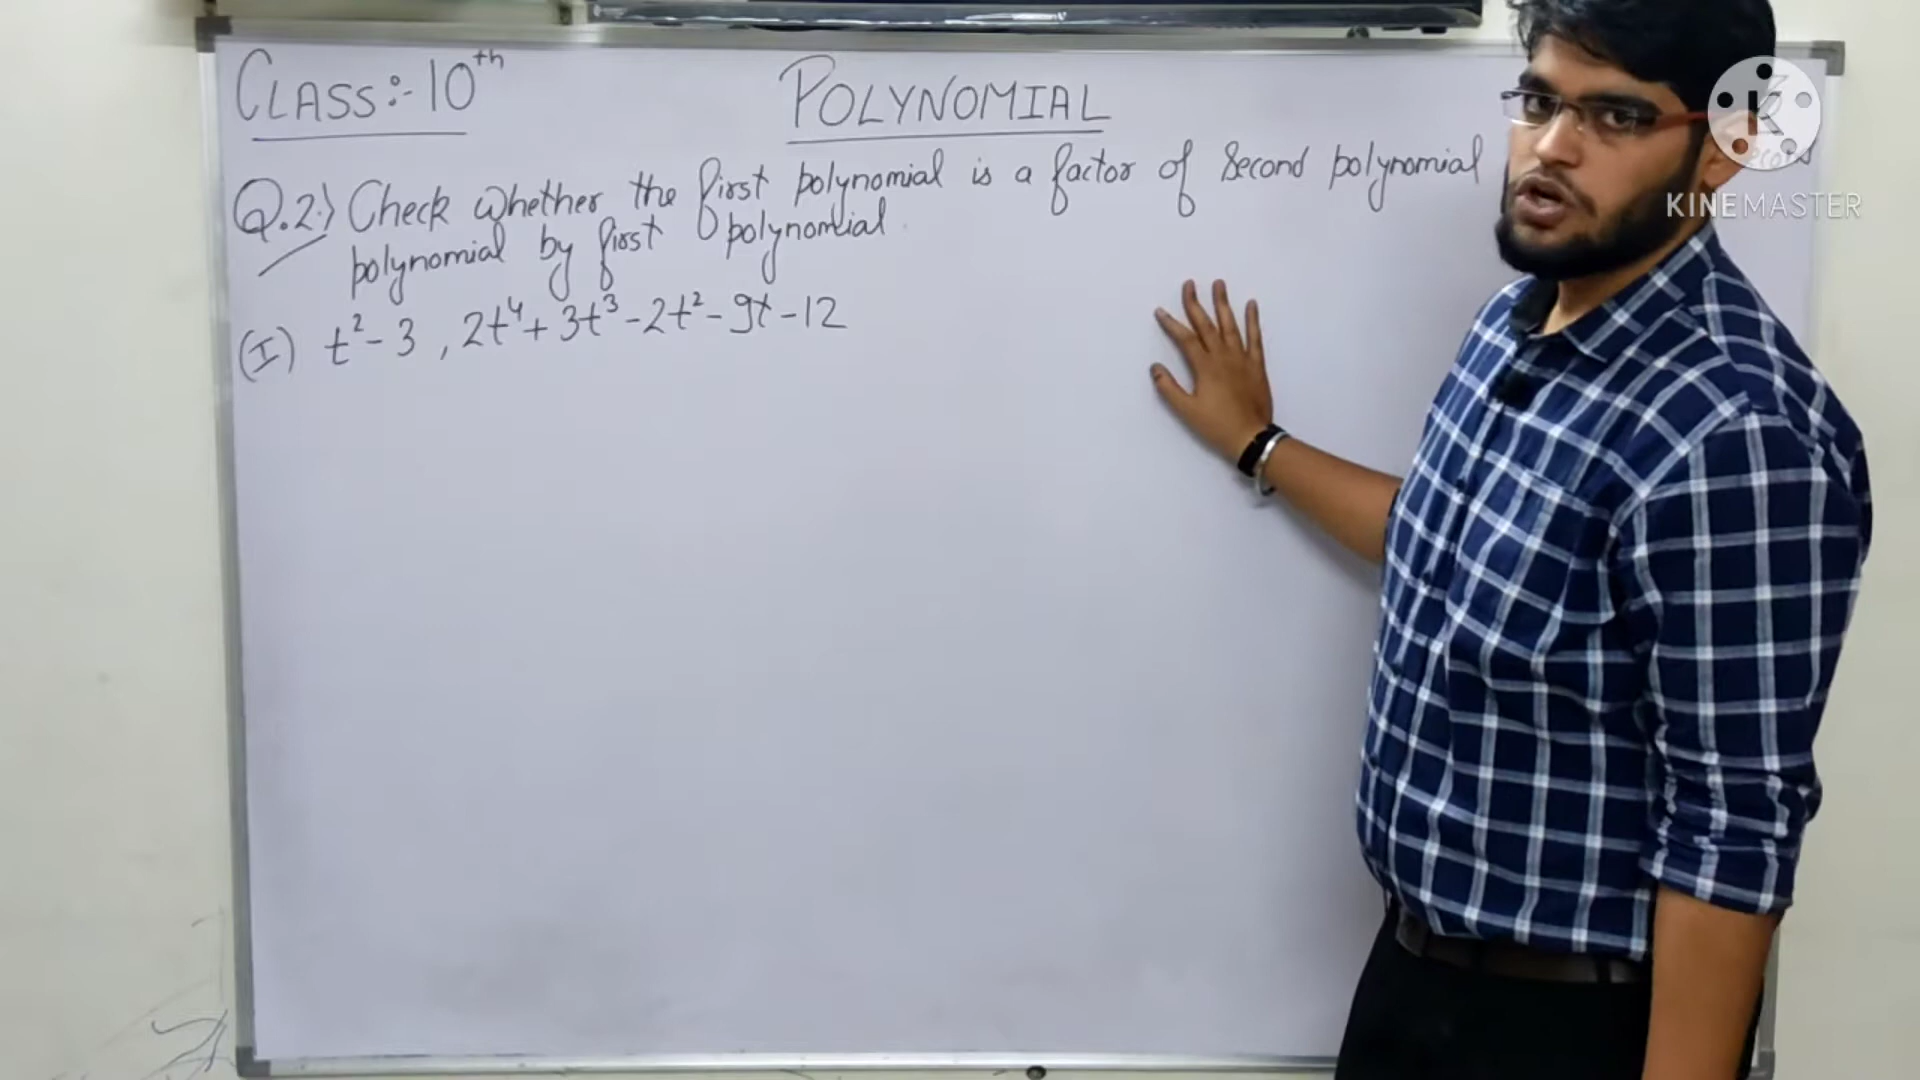 CLASS:- 10th
POLYNOMIAL
Q.2:) Check whether the first polynomial is a factor of second polynomial
polynomial by first polynomial.
(I) t² - 3 , 2t⁴ + 3t³ - 2t² - 9t - 12
K
KINEMASTER